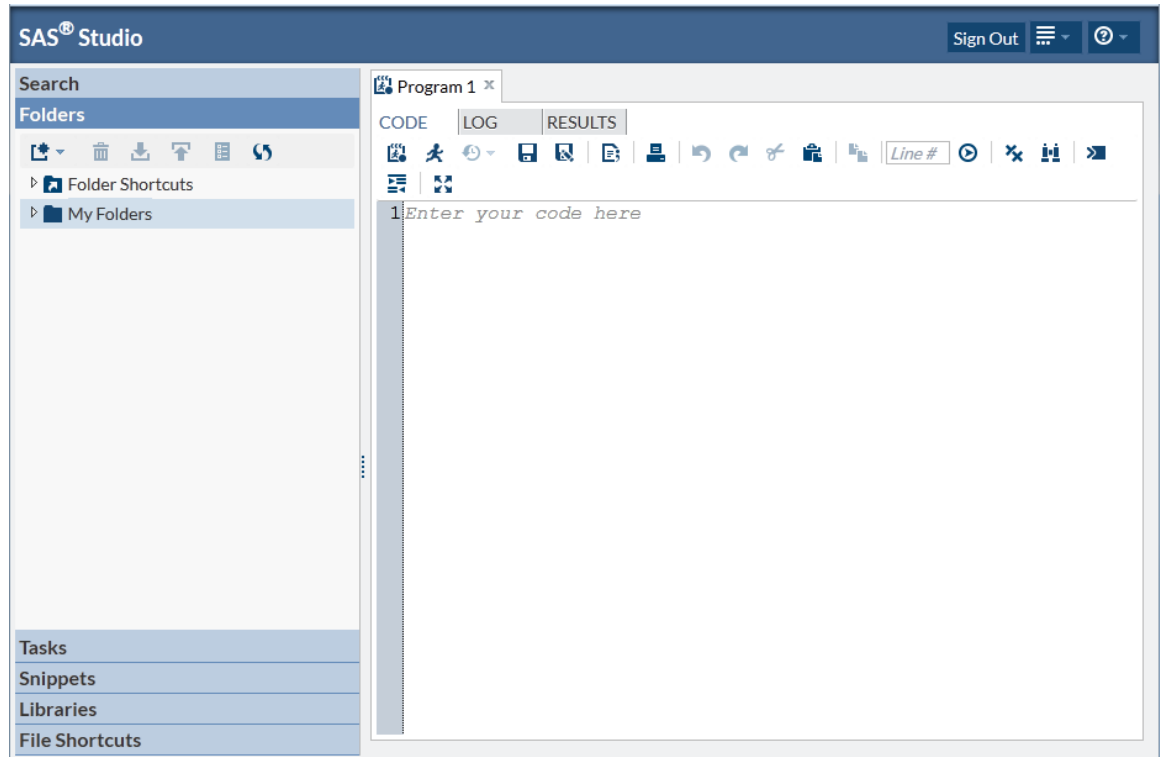 SAS® Studio
Sign Out
Search
Folders
Folder Shortcuts
My Folders
Tasks
Snippets
Libraries
File Shortcuts
Program 1
CODE LOG RESULTS
Line #
1 Enter your code here